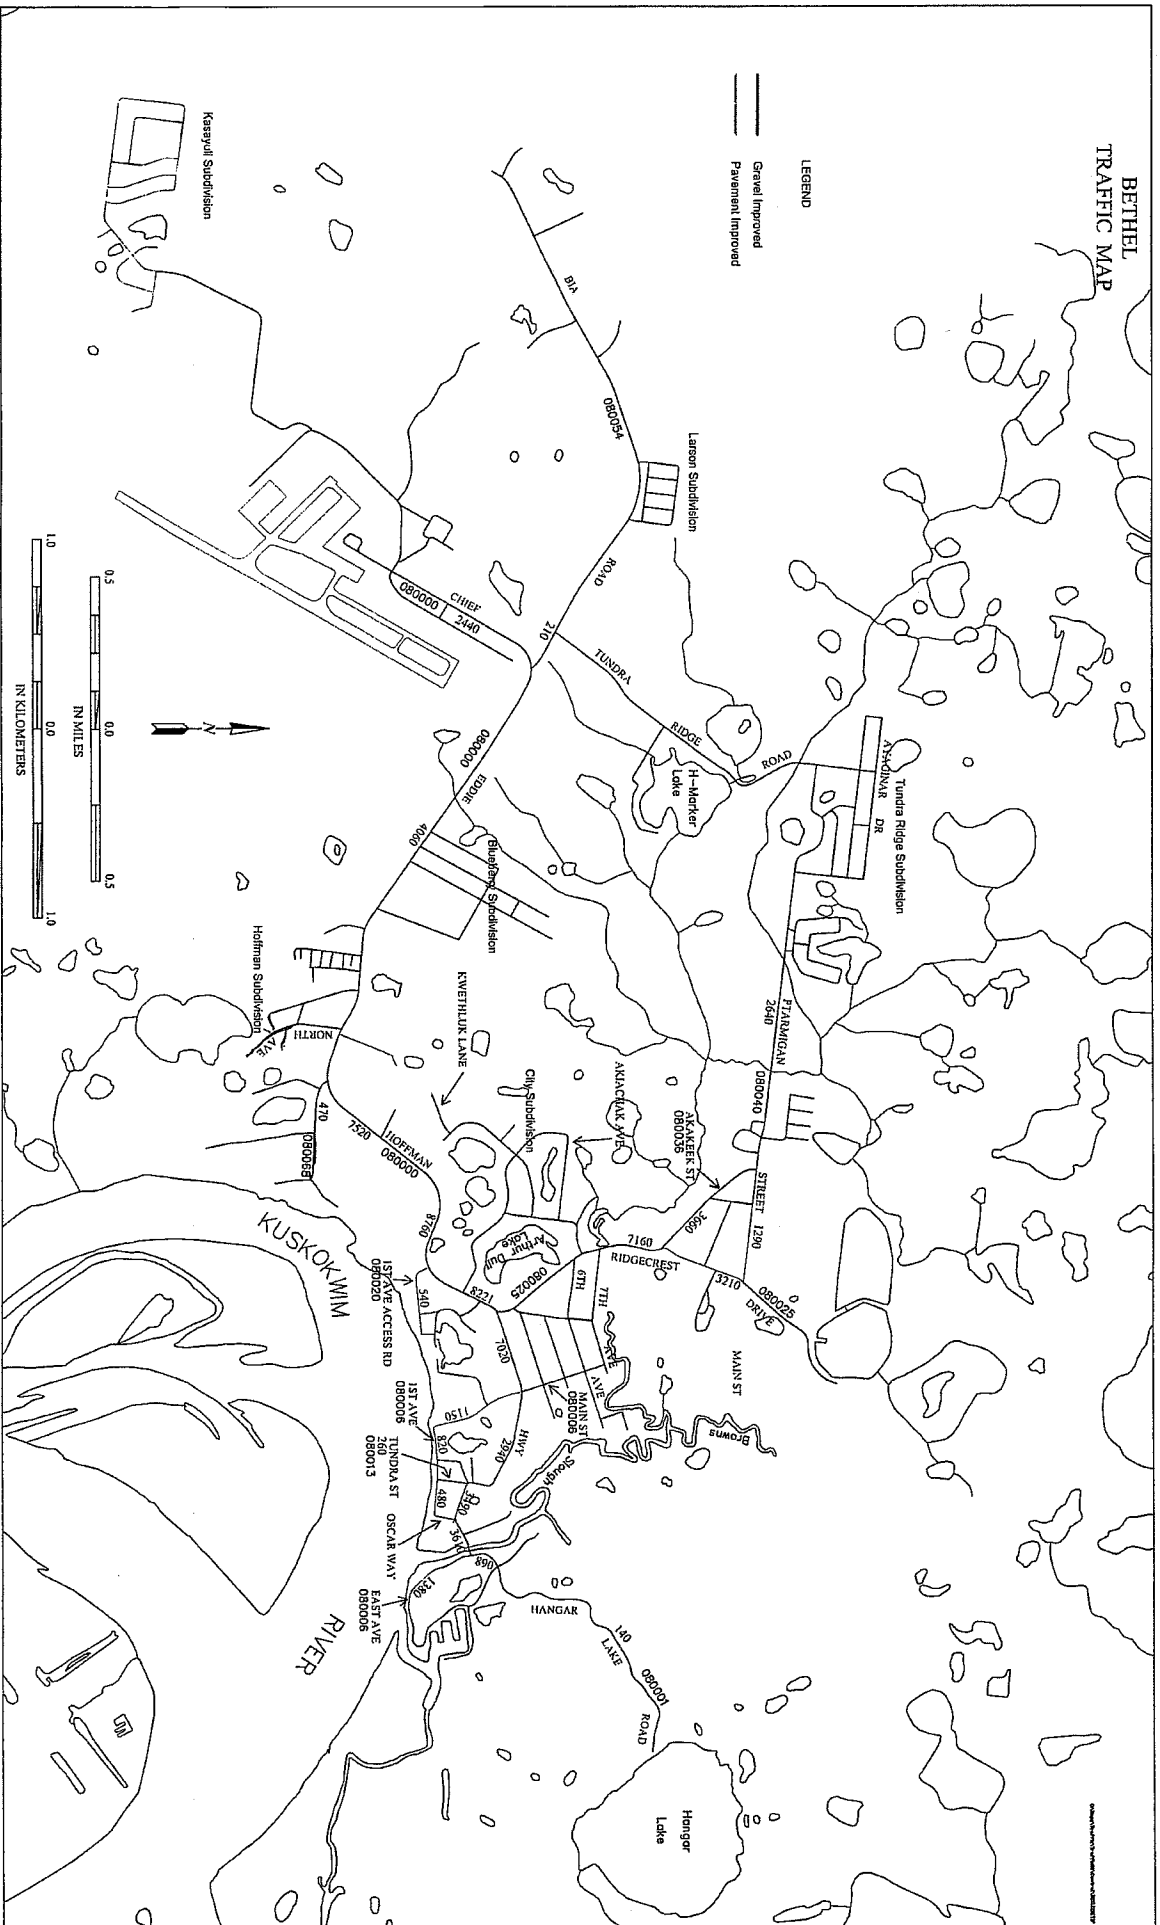 BETHEL
TRAFFIC MAP
LEGEND
Gravel Improved
Pavement Improved
Kasayuli Subdivision
BIA
080054
Larson Subdivision
ROAD
210
TUNDRA
RIDGE
ROAD
H-Marker
Lake
Tundra Ridge Subdivision
AYAGINAR
DR
CHIEF
080000
2440
080000
EDDIE
4060
Blueberry Subdivision
PTARMIGAN
2640
080040
STREET
1290
AKAKEEK ST
080036
3660
AKIACHAK AVE
City Subdivision
KWETHLUK LANE
Hoffman Subdivision
NORTH
AVE
470
080068
7520
HOFFMAN
080000
8760
Arthur Dull
Lake
080025
7160
RIDGECREST
3210
080025
DRIVE
6TH
7TH
AVE
AVE
MAIN ST
MAIN ST
080006
Browns
Slough
8221
7020
540
1ST AVE ACCESS RD
080020
1150
HWY
2940
1ST AVE
080006
820
TUNDRA ST
260
080013
480
3490
3610
OSCAR WAY
890
1380
EAST AVE
080006
HANGAR
140
LAKE
080001
ROAD
Hangar
Lake
KUSKOKWIM
RIVER
N
0.5
0.0
0.5
IN MILES
1.0
0.0
1.0
IN KILOMETERS